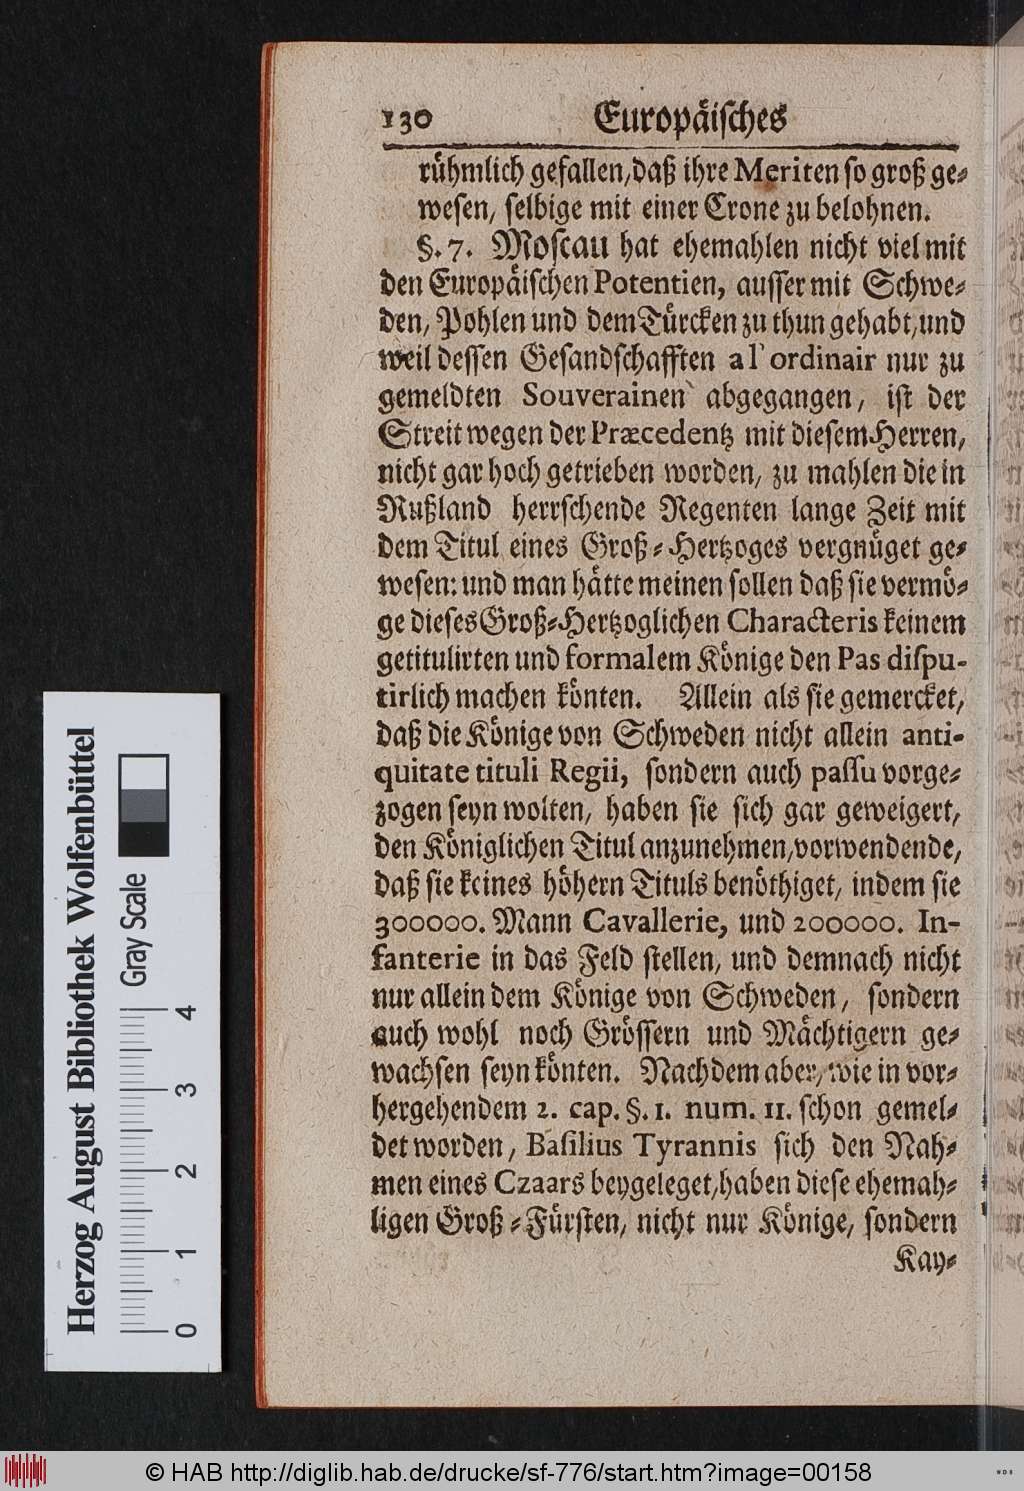 130 Europäisches
rühmlich gefallen, daß ihre Meriten so groß ge-
wesen, selbige mit einer Crone zu belohnen.
§. 7. Moscau hat ehemahlen nicht viel mit
den Europäischen Potentien, ausser mit Schwe-
den, Pohlen und dem Türcken zu thun gehabt, und
weil dessen Gesandschafften a l' ordinair nur zu
gemeldten Souverainen abgegangen, ist der
Streit wegen der Præcedentz mit diesem Herren,
nicht gar hoch getrieben worden, zu mahlen die in
Rußland herrschende Regenten lange Zeit mit
dem Titul eines Groß-Hertzoges vergnüget ge-
wesen: und man hätte meinen sollen daß sie vermö-
ge dieses Groß-Hertzoglichen Characteris keinem
getitulirten und formalem Könige den Pas dispu-
tirlich machen könten. Allein als sie gemercket,
daß die Könige von Schweden nicht allein anti-
quitate tituli Regii, sondern auch passu vorge-
zogen seyn wolten, haben sie sich gar geweigert,
den Königlichen Titul anzunehmen, vorwendende,
daß sie keines höhern Tituls benöthiget, indem sie
300000. Mann Cavallerie, und 200000. In-
fanterie in das Feld stellen, und demnach nicht
nur allein dem Könige von Schweden, sondern
auch wohl noch Grössern und Mächtigern ge-
wachsen seyn könten. Nachdem aber, wie in vor-
hergehendem 2. cap. §. 1. num. 11. schon gemel-
det worden, Basilius Tyrannis sich den Nah-
men eines Czaars beygeleget, haben diese ehemah-
ligen Groß-Fürsten, nicht nur Könige, sondern
Kay-
Herzog August Bibliothek Wolfenbüttel
Gray Scale
0 1 2 3 4
© HAB http://diglib.hab.de/drucke/sf-776/start.htm?image=00158
WDB